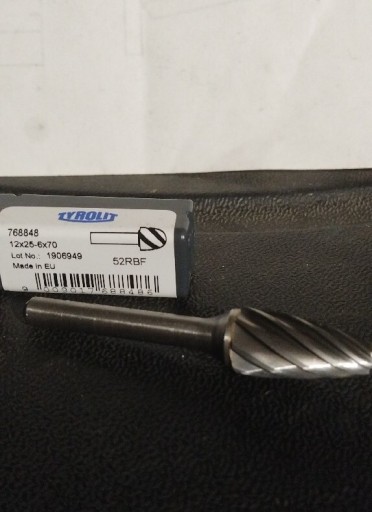 TYROLIT
768848
12x25-6x70
Lot No.: 1906949
Made in EU
52RBF